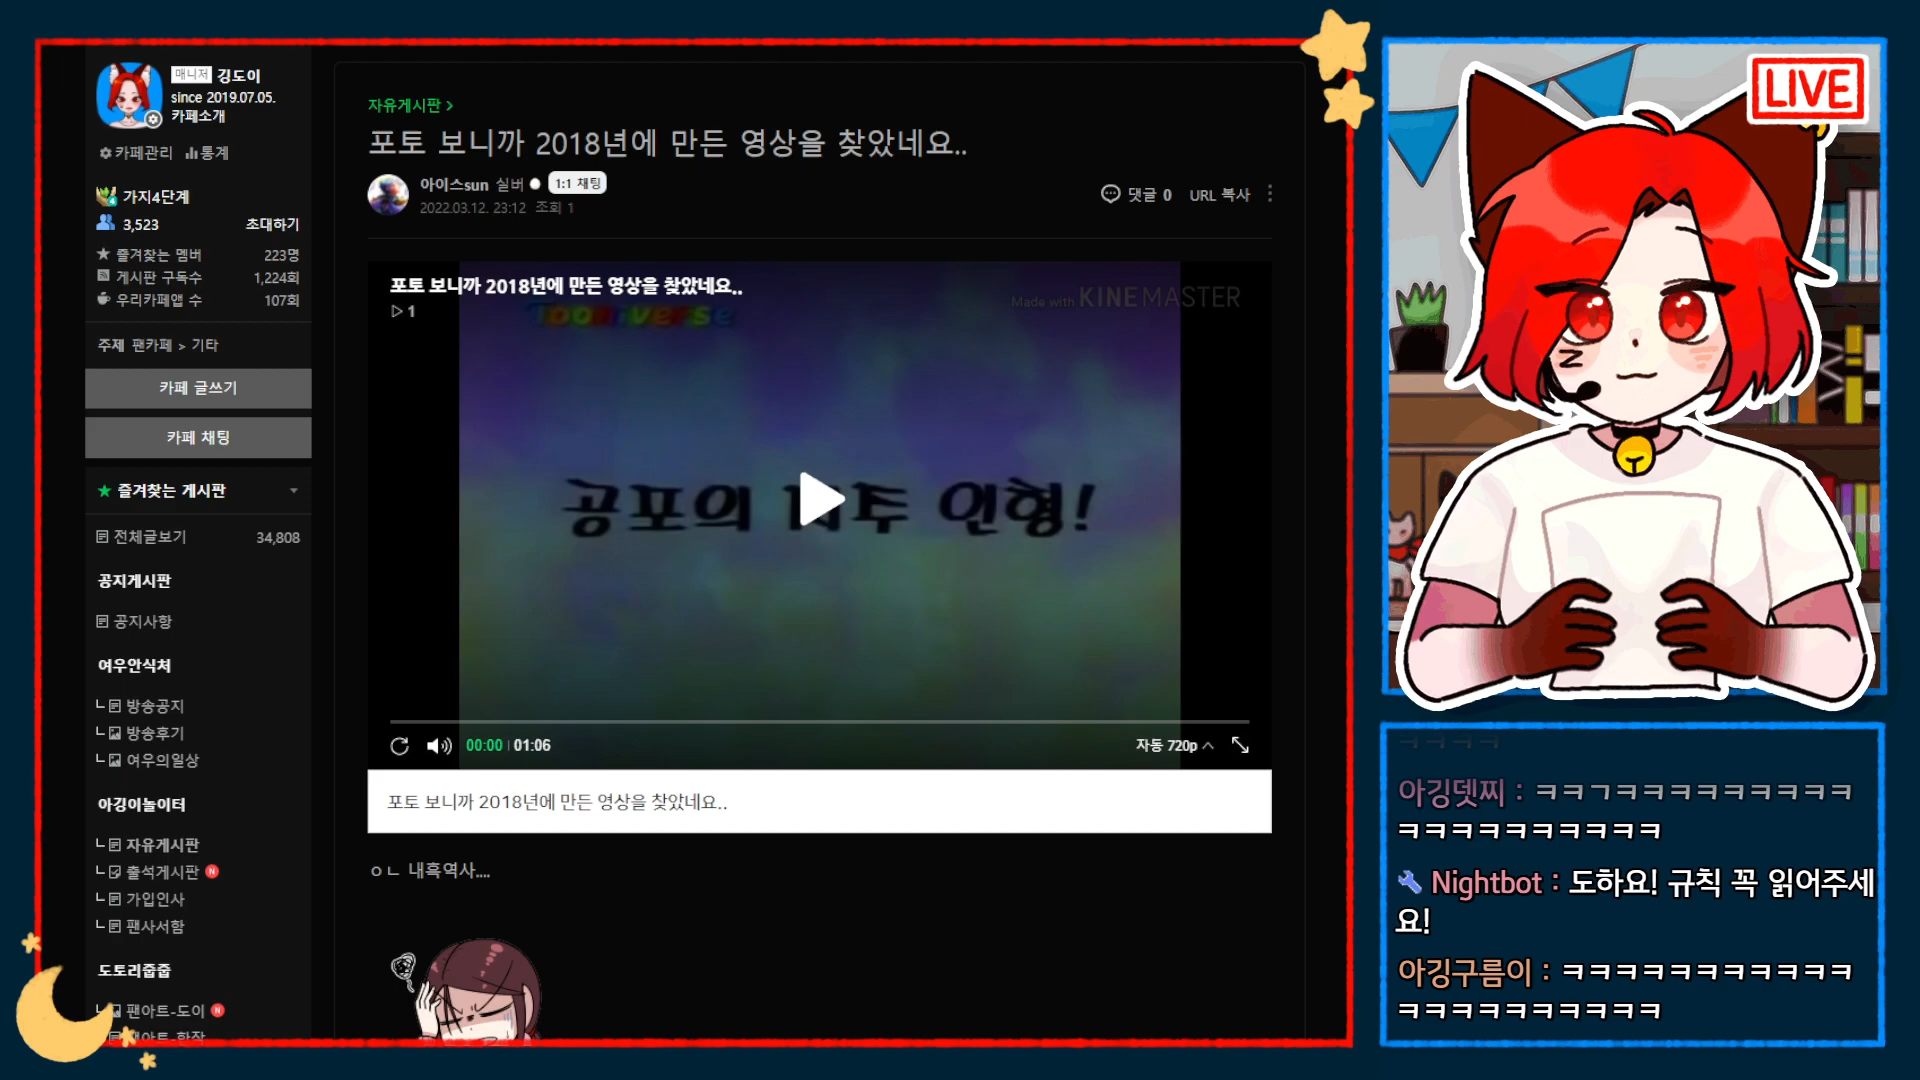 매니저 깅도이
since 2019.07.05.
카페소개
카페관리 통계
가지4단계
3,523 초대하기
즐겨찾는 멤버 223명
게시판 구독수 1,224회
우리카페앱 수 107회
주제 팬카페 > 기타
카페 글쓰기
카페 채팅
즐겨찾는 게시판
전체글보기 34,808
공지게시판
공지사항
여우안식처
방송공지
방송후기
여우의일상
아깅이놀이터
자유게시판
출석게시판 N
가입인사
팬사서함
도토리줍줍
팬아트-도이 N
자유게시판 >
포토 보니까 2018년에 만든 영상을 찾았네요..
아이스sun 실버 1:1 채팅
2022.03.12. 23:12 조회 1
댓글 0 URL 복사
포토 보니까 2018년에 만든 영상을 찾았네요..
1
Tooniverse
Made with KINEMASTER
공포의 투 인형!
00:00 01:06
자동 720p
포토 보니까 2018년에 만든 영상을 찾았네요..
ㅇㄴ 내흑역사....
LIVE
ㅋㅋㅋㅋ
아깅뎃찌 : ㅋㅋㄱㅋㅋㅋㅋㅋㅋㅋㅋㅋ
ㅋㅋㅋㅋㅋㅋㅋㅋㅋㅋ
Nightbot : 도하요! 규칙 꼭 읽어주세
요!
아깅구름이 : ㅋㅋㅋㅋㅋㅋㅋㅋㅋㅋㅋ
ㅋㅋㅋㅋㅋㅋㅋㅋㅋㅋ